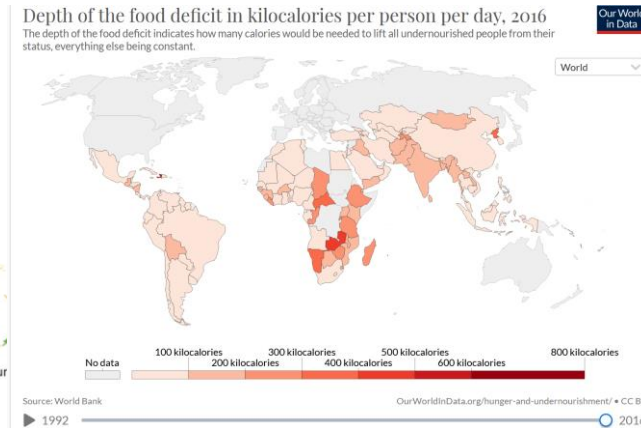 Depth of the food deficit in kilocalories per person per day, 2016
Our World
in Data
The depth of the food deficit indicates how many calories would be needed to lift all undernourished people from their
status, everything else being constant.
World
No data
100 kilocalories
200 kilocalories
300 kilocalories
400 kilocalories
500 kilocalories
600 kilocalories
800 kilocalories
Source: World Bank
OurWorldInData.org/hunger-and-undernourishment/ • CC B
1992
2016